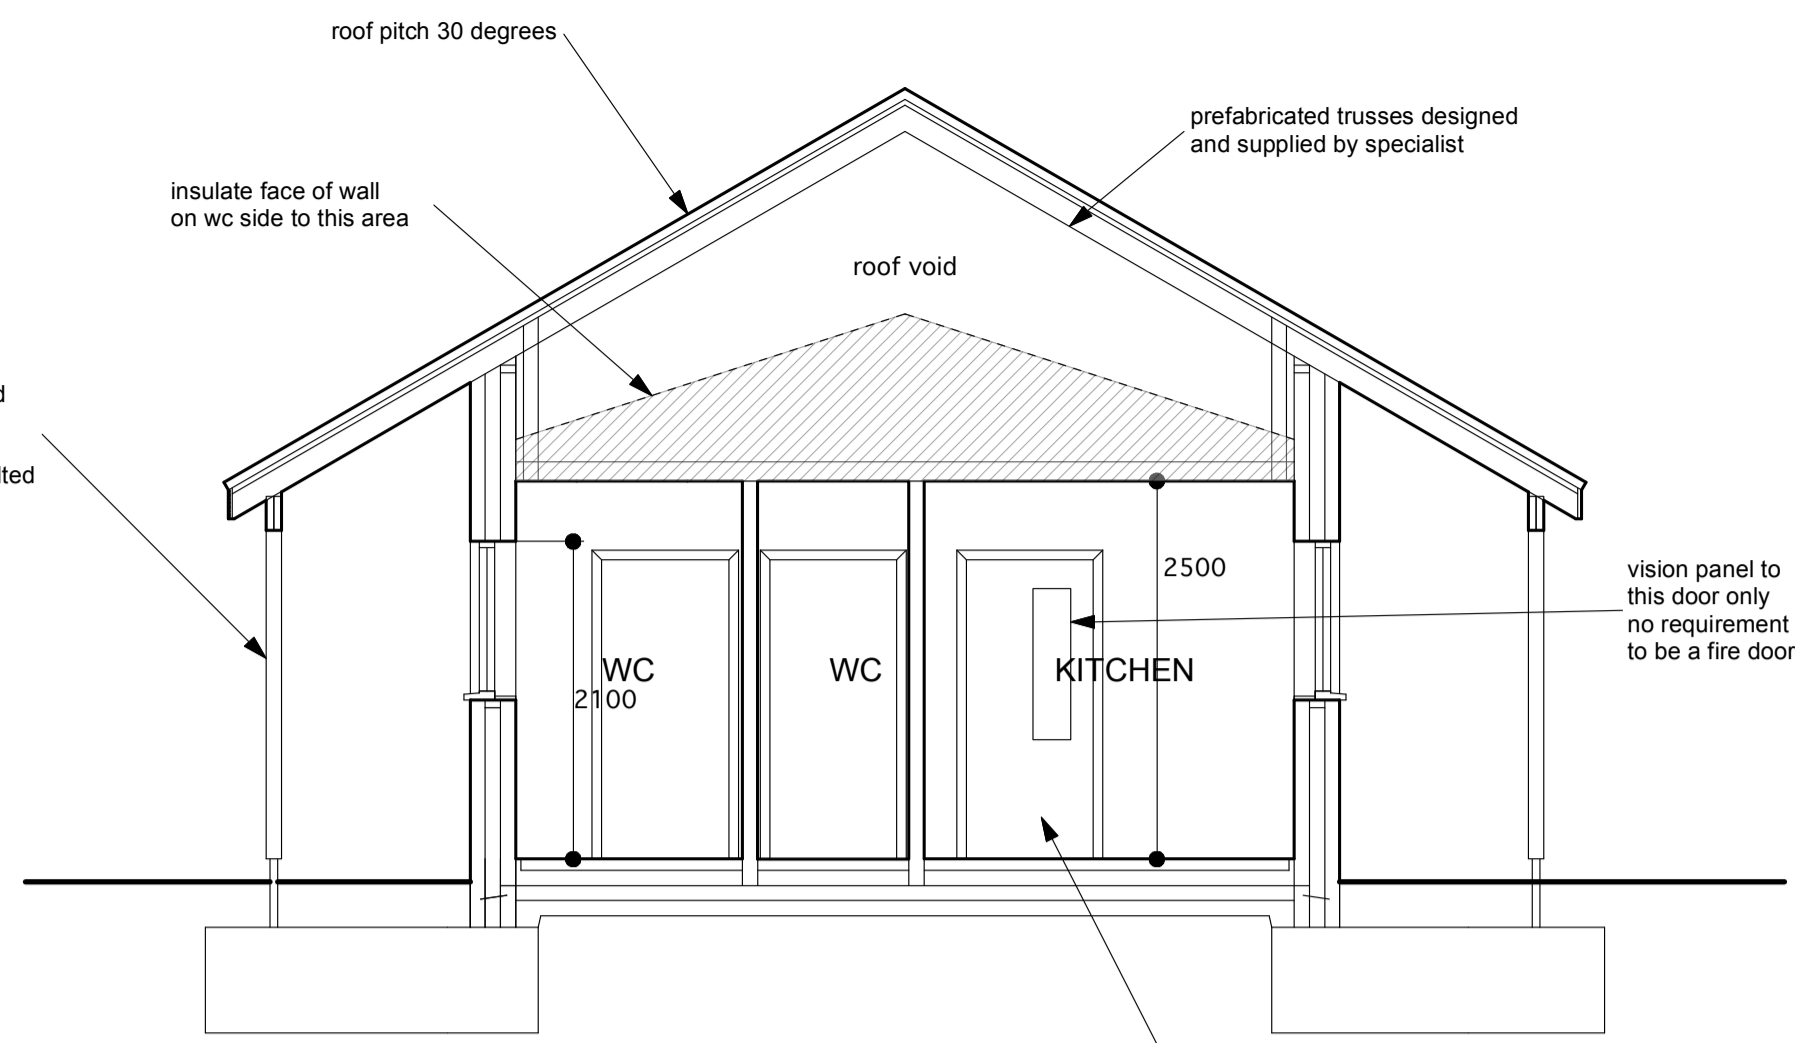 roof pitch 30 degrees
prefabricated trusses designed
and supplied by specialist
insulate face of wall
on wc side to this area
roof void
2500
vision panel to
this door only
no requirement
to be a fire door
WC
WC
KITCHEN
2100